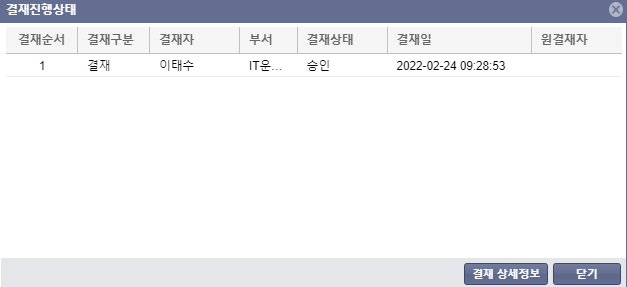 결재진행상태
결재순서 결재구분 결재자 부서 결재상태 결재일 원결재자
1 결재 이태수 IT운... 승인 2022-02-24 09:28:53
결재 상세정보 닫기